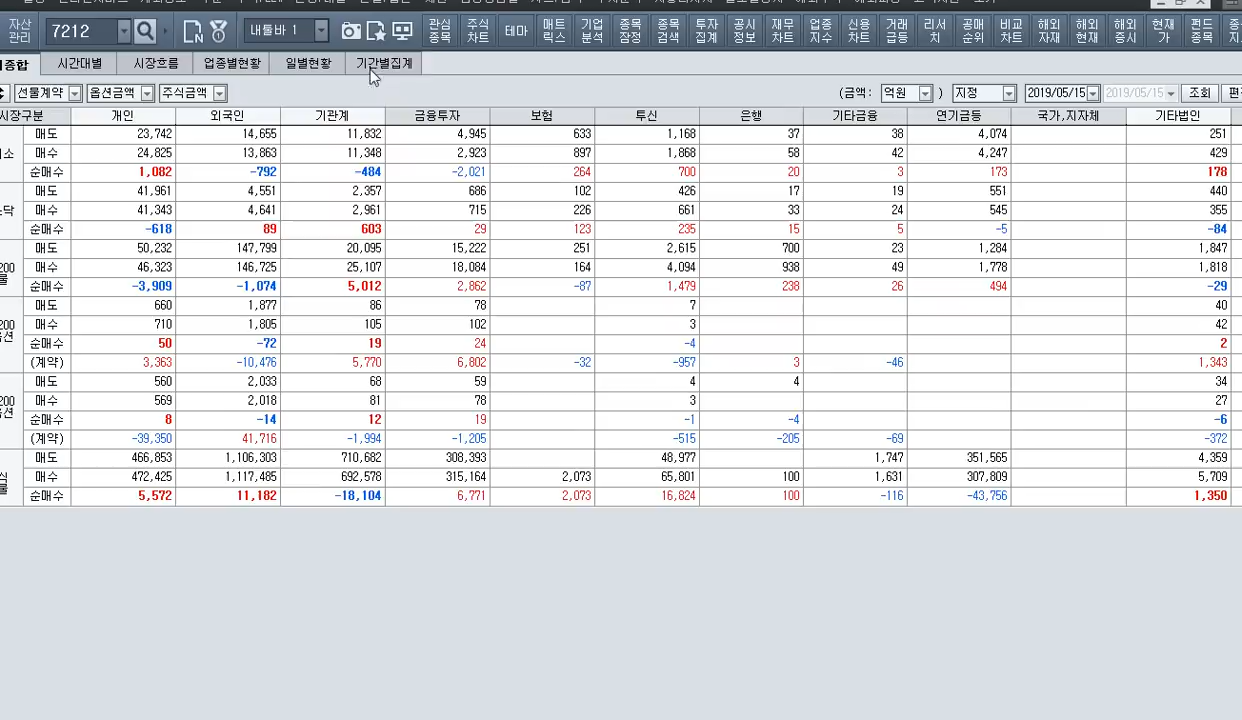 자산 관리 7212 내툴바 1 관심 종목 주식 차트 테마 매트 릭스 기업 분석 종목 잠정 종목 검색 투자 집계 공시 정보 재무 차트 업종 지수 신용 차트 거래 급등 리서 치 공매 순위 비교 차트 해외 자재 해외 현재 해외 증시 현재 가 펀드 종목
종합 시간대별 시장흐름 업종별현황 일별현황 기간별집계
선물계약 옵션금액 주식금액 (금액: 억원 ) 지정 2019/05/15 2019/05/15 조회
시장구분 개인 외국인 기관계 금융투자 보험 투신 은행 기타금융 연기금등 국가,지자체 기타법인
매도 23,742 14,655 11,832 4,945 633 1,168 37 38 4,074 251
매수 24,825 13,863 11,348 2,923 897 1,868 58 42 4,247 429
순매수 1,082 -792 -484 -2,021 264 700 20 3 173 178
매도 41,961 4,551 2,357 686 102 426 17 19 551 440
매수 41,343 4,641 2,961 715 226 661 33 24 545 355
순매수 -618 89 603 29 123 235 15 5 -5 -84
매도 50,232 147,799 20,095 15,222 251 2,615 700 23 1,284 1,847
매수 46,323 146,725 25,107 18,084 164 4,094 938 49 1,778 1,818
순매수 -3,909 -1,074 5,012 2,862 -87 1,479 238 26 494 -29
매도 660 1,877 86 78 7 40
매수 710 1,805 105 102 3 42
순매수 50 -72 19 24 -4 2
(계약) 3,363 -10,476 5,770 6,802 -32 -957 3 -46 1,343
매도 560 2,033 68 59 4 4 34
매수 569 2,018 81 78 3 27
순매수 8 -14 12 19 -1 -4 -6
(계약) -39,350 41,716 -1,994 -1,205 -515 -205 -69 -372
매도 466,853 1,106,303 710,682 308,393 48,977 1,747 351,565 4,359
매수 472,425 1,117,485 692,578 315,164 2,073 65,801 100 1,631 307,809 5,709
순매수 5,572 11,182 -18,104 6,771 2,073 16,824 100 -116 -43,756 1,350